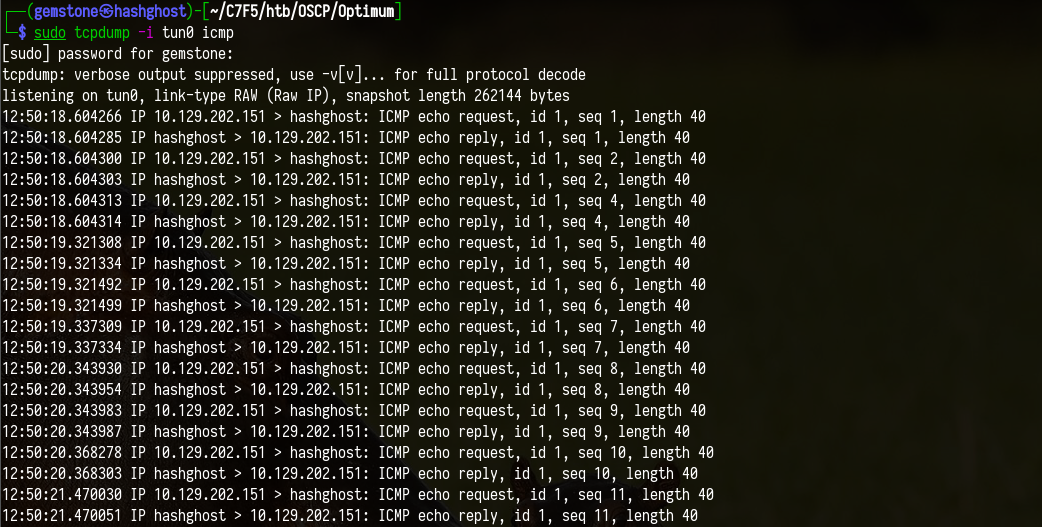 ┌──(gemstone㉿hashghost)-[~/C7F5/htb/OSCP/Optimum]
└─$ sudo tcpdump -i tun0 icmp
[sudo] password for gemstone:
tcpdump: verbose output suppressed, use -v[v]... for full protocol decode
listening on tun0, link-type RAW (Raw IP), snapshot length 262144 bytes
12:50:18.604266 IP 10.129.202.151 > hashghost: ICMP echo request, id 1, seq 1, length 40
12:50:18.604285 IP hashghost > 10.129.202.151: ICMP echo reply, id 1, seq 1, length 40
12:50:18.604300 IP 10.129.202.151 > hashghost: ICMP echo request, id 1, seq 2, length 40
12:50:18.604303 IP hashghost > 10.129.202.151: ICMP echo reply, id 1, seq 2, length 40
12:50:18.604313 IP 10.129.202.151 > hashghost: ICMP echo request, id 1, seq 4, length 40
12:50:18.604314 IP hashghost > 10.129.202.151: ICMP echo reply, id 1, seq 4, length 40
12:50:19.321308 IP 10.129.202.151 > hashghost: ICMP echo request, id 1, seq 5, length 40
12:50:19.321334 IP hashghost > 10.129.202.151: ICMP echo reply, id 1, seq 5, length 40
12:50:19.321492 IP 10.129.202.151 > hashghost: ICMP echo request, id 1, seq 6, length 40
12:50:19.321499 IP hashghost > 10.129.202.151: ICMP echo reply, id 1, seq 6, length 40
12:50:19.337309 IP 10.129.202.151 > hashghost: ICMP echo request, id 1, seq 7, length 40
12:50:19.337334 IP hashghost > 10.129.202.151: ICMP echo reply, id 1, seq 7, length 40
12:50:20.343930 IP 10.129.202.151 > hashghost: ICMP echo request, id 1, seq 8, length 40
12:50:20.343954 IP hashghost > 10.129.202.151: ICMP echo reply, id 1, seq 8, length 40
12:50:20.343983 IP 10.129.202.151 > hashghost: ICMP echo request, id 1, seq 9, length 40
12:50:20.343987 IP hashghost > 10.129.202.151: ICMP echo reply, id 1, seq 9, length 40
12:50:20.368278 IP 10.129.202.151 > hashghost: ICMP echo request, id 1, seq 10, length 40
12:50:20.368303 IP hashghost > 10.129.202.151: ICMP echo reply, id 1, seq 10, length 40
12:50:21.470030 IP 10.129.202.151 > hashghost: ICMP echo request, id 1, seq 11, length 40
12:50:21.470051 IP hashghost > 10.129.202.151: ICMP echo reply, id 1, seq 11, length 40